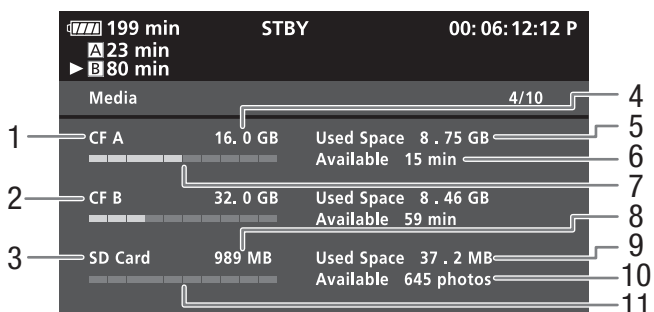 199 min STBY 00: 06: 12:12 P
A 23 min
► B 80 min
Media 4/10
CF A 16. 0 GB Used Space 8 . 75 GB
Available 15 min
CF B 32. 0 GB Used Space 8 . 46 GB
Available 59 min
SD Card 989 MB Used Space 37 . 2 MB
Available 645 photos
1
2
3
4
5
6
7
8
9
10
11